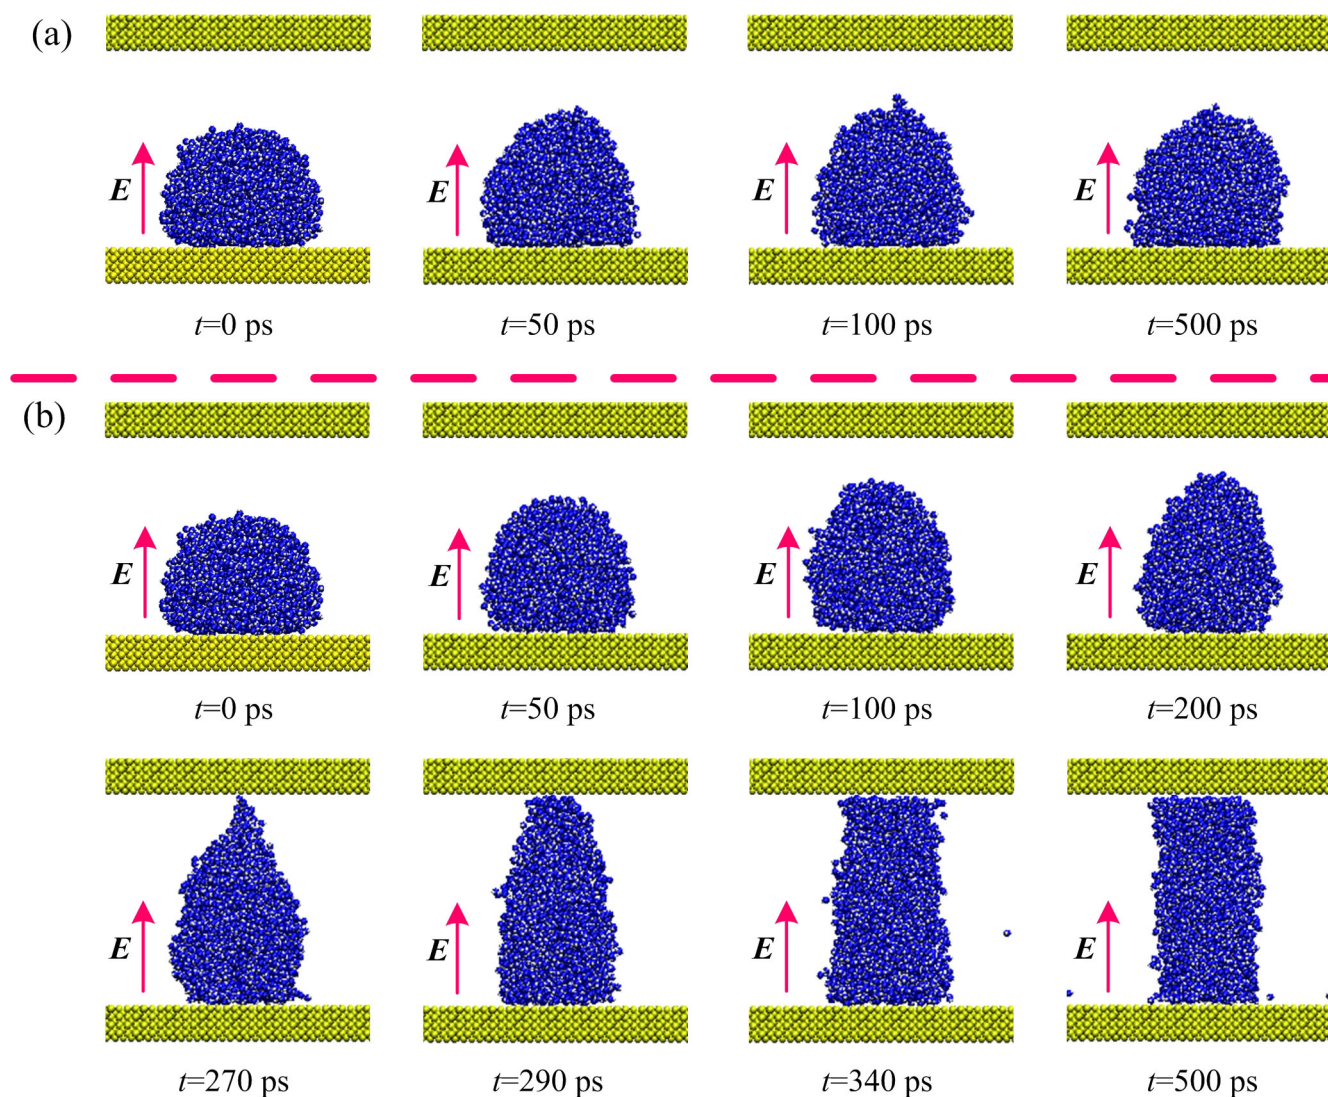 (a)
E E E E
t=0 ps t=50 ps t=100 ps t=500 ps
(b)
E E E E
t=0 ps t=50 ps t=100 ps t=200 ps
E E E E
t=270 ps t=290 ps t=340 ps t=500 ps